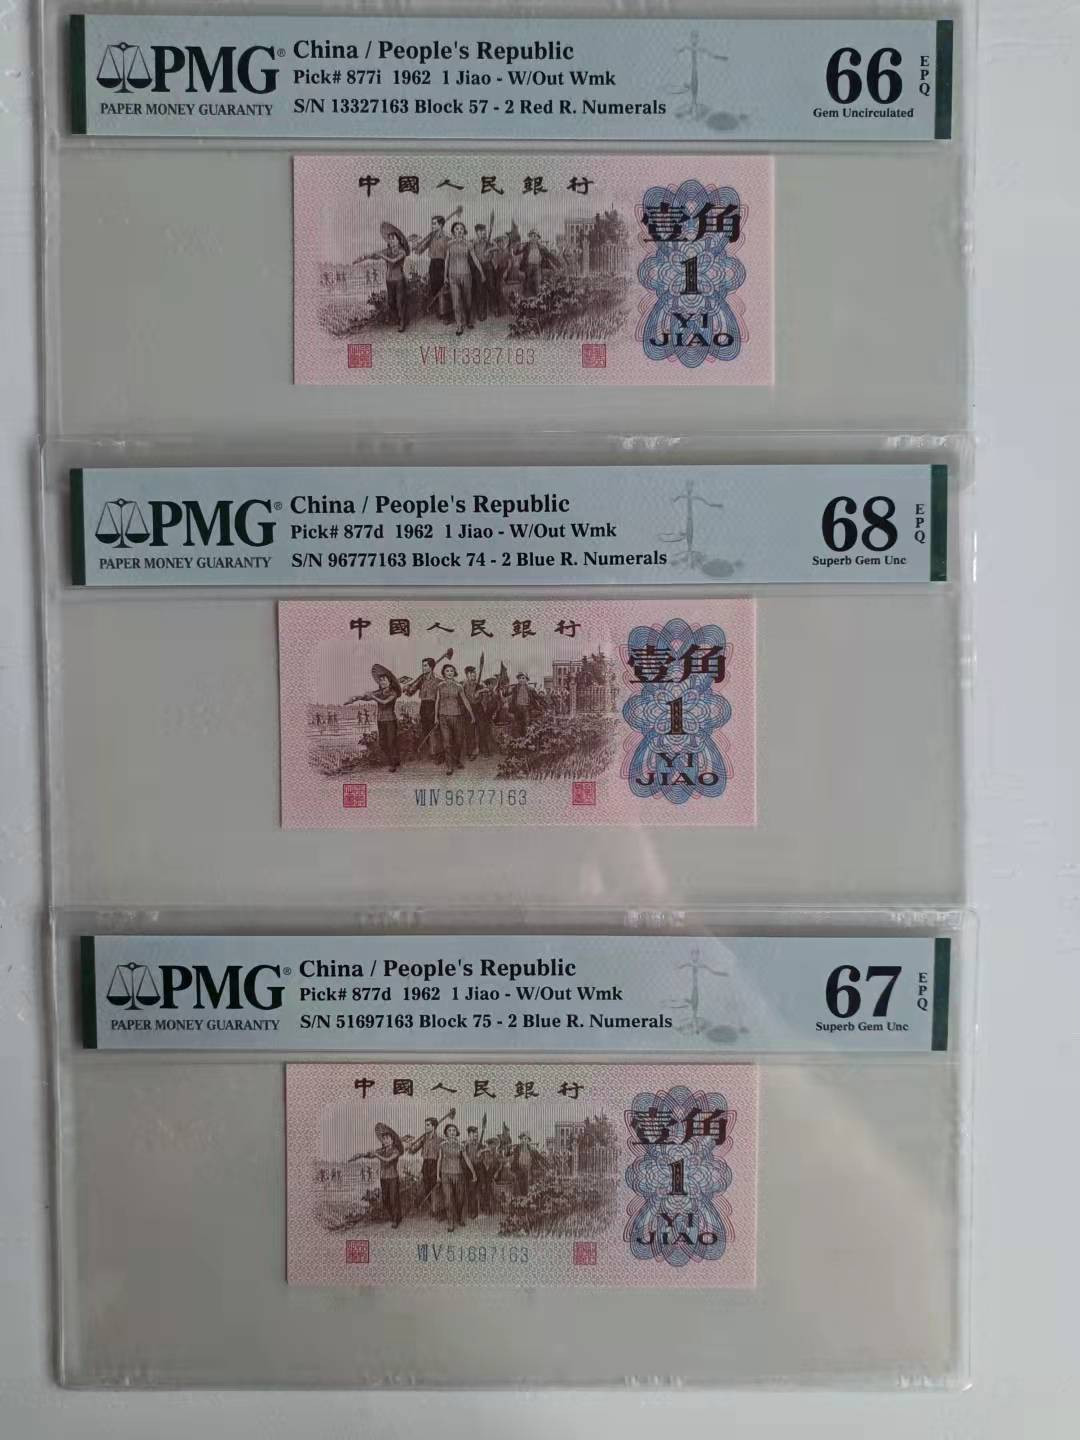 PMG®
PAPER MONEY GUARANTY
China / People's Republic
Pick# 877i 1962 1 Jiao - W/Out Wmk
S/N 13327163 Block 57 - 2 Red R. Numerals
66
EPQ
Gem Uncirculated
中國人民銀行
壹角
1
YI
JIAO
V VII 13327163
PMG®
PAPER MONEY GUARANTY
China / People's Republic
Pick# 877d 1962 1 Jiao - W/Out Wmk
S/N 96777163 Block 74 - 2 Blue R. Numerals
68
EPQ
Superb Gem Unc
中國人民銀行
壹角
1
YI
JIAO
VII IV 96777163
PMG®
PAPER MONEY GUARANTY
China / People's Republic
Pick# 877d 1962 1 Jiao - W/Out Wmk
S/N 51697163 Block 75 - 2 Blue R. Numerals
67
EPQ
Superb Gem Unc
中國人民銀行
壹角
1
YI
JIAO
VII V 51697163